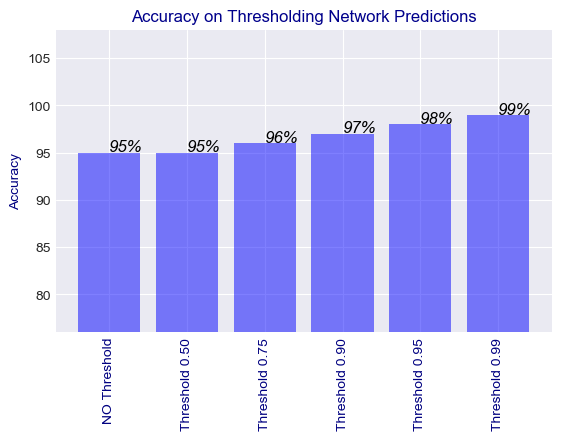 Accuracy on Thresholding Network Predictions
105
100
95
90
85
80
Accuracy
95%
95%
96%
97%
98%
99%
NO Threshold
Threshold 0.50
Threshold 0.75
Threshold 0.90
Threshold 0.95
Threshold 0.99